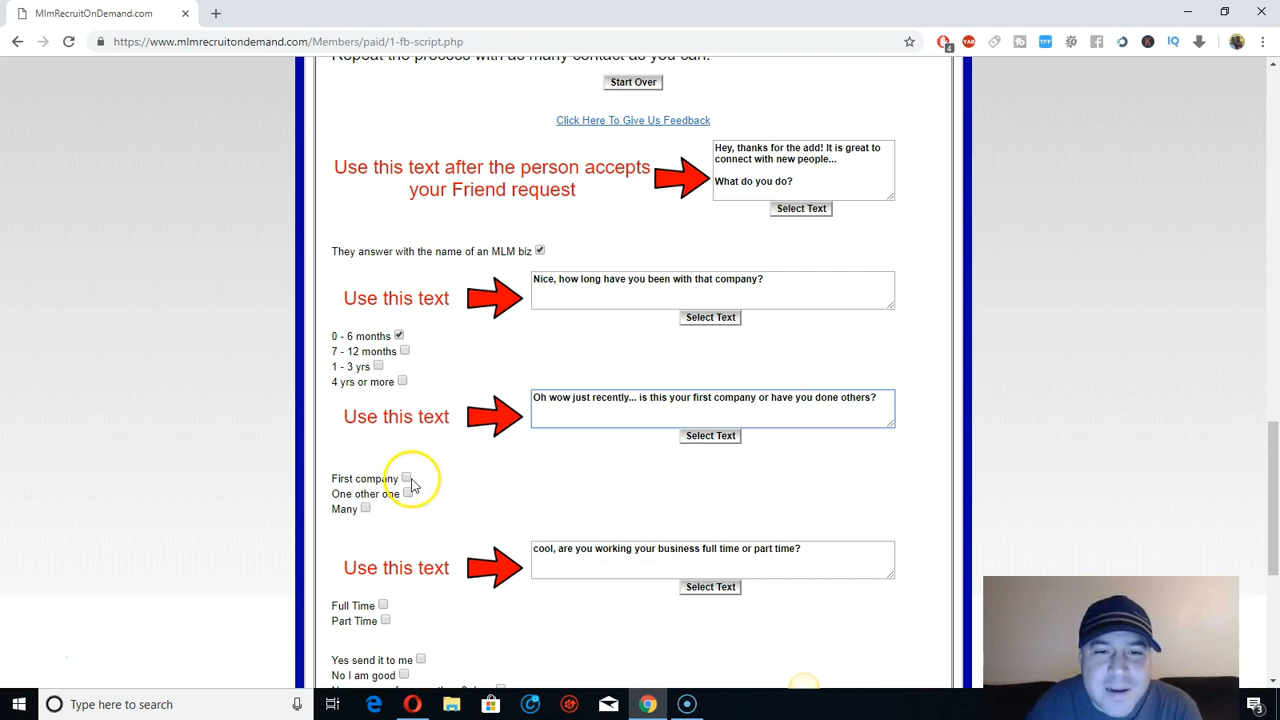 MlmRecruitOnDemand.com
https://www.mlmrecruitondemand.com/Members/paid/1-fb-script.php
4
TFF
IQ
Repeat the process with as many contact as you can!
Start Over
Click Here To Give Us Feedback
Use this text after the person accepts
your Friend request
Hey, thanks for the add! It is great to
connect with new people...
What do you do?
Select Text
They answer with the name of an MLM biz
Use this text
Nice, how long have you been with that company?
Select Text
0 - 6 months
7 - 12 months
1 - 3 yrs
4 yrs or more
Use this text
Oh wow just recently... is this your first company or have you done others?
Select Text
First company
One other one
Many
Use this text
cool, are you working your business full time or part time?
Select Text
Full Time
Part Time
Yes send it to me
No I am good
Type here to search
3